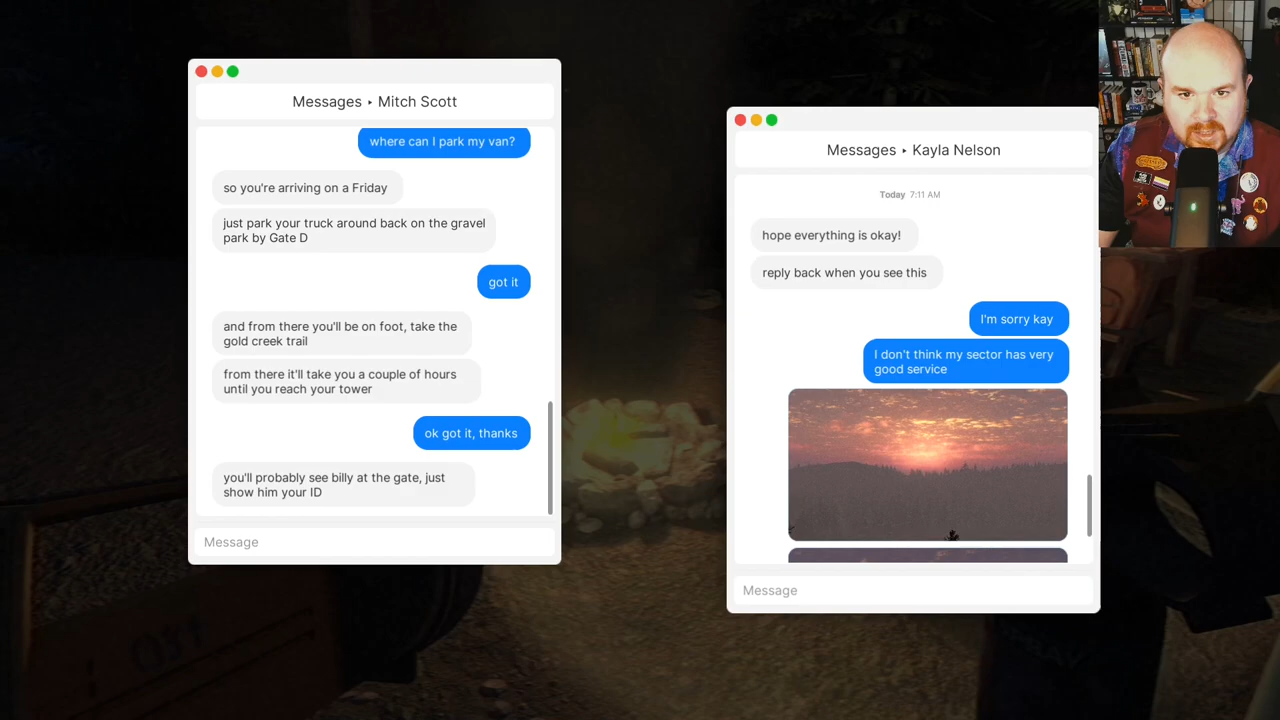 Messages ▸ Mitch Scott
where can I park my van?
so you're arriving on a Friday
just park your truck around back on the gravel
park by Gate D
got it
and from there you'll be on foot, take the
gold creek trail
from there it'll take you a couple of hours
until you reach your tower
ok got it, thanks
you'll probably see billy at the gate, just
show him your ID
Message
Messages ▸ Kayla Nelson
Today 7:11 AM
hope everything is okay!
reply back when you see this
I'm sorry kay
I don't think my sector has very
good service
Message